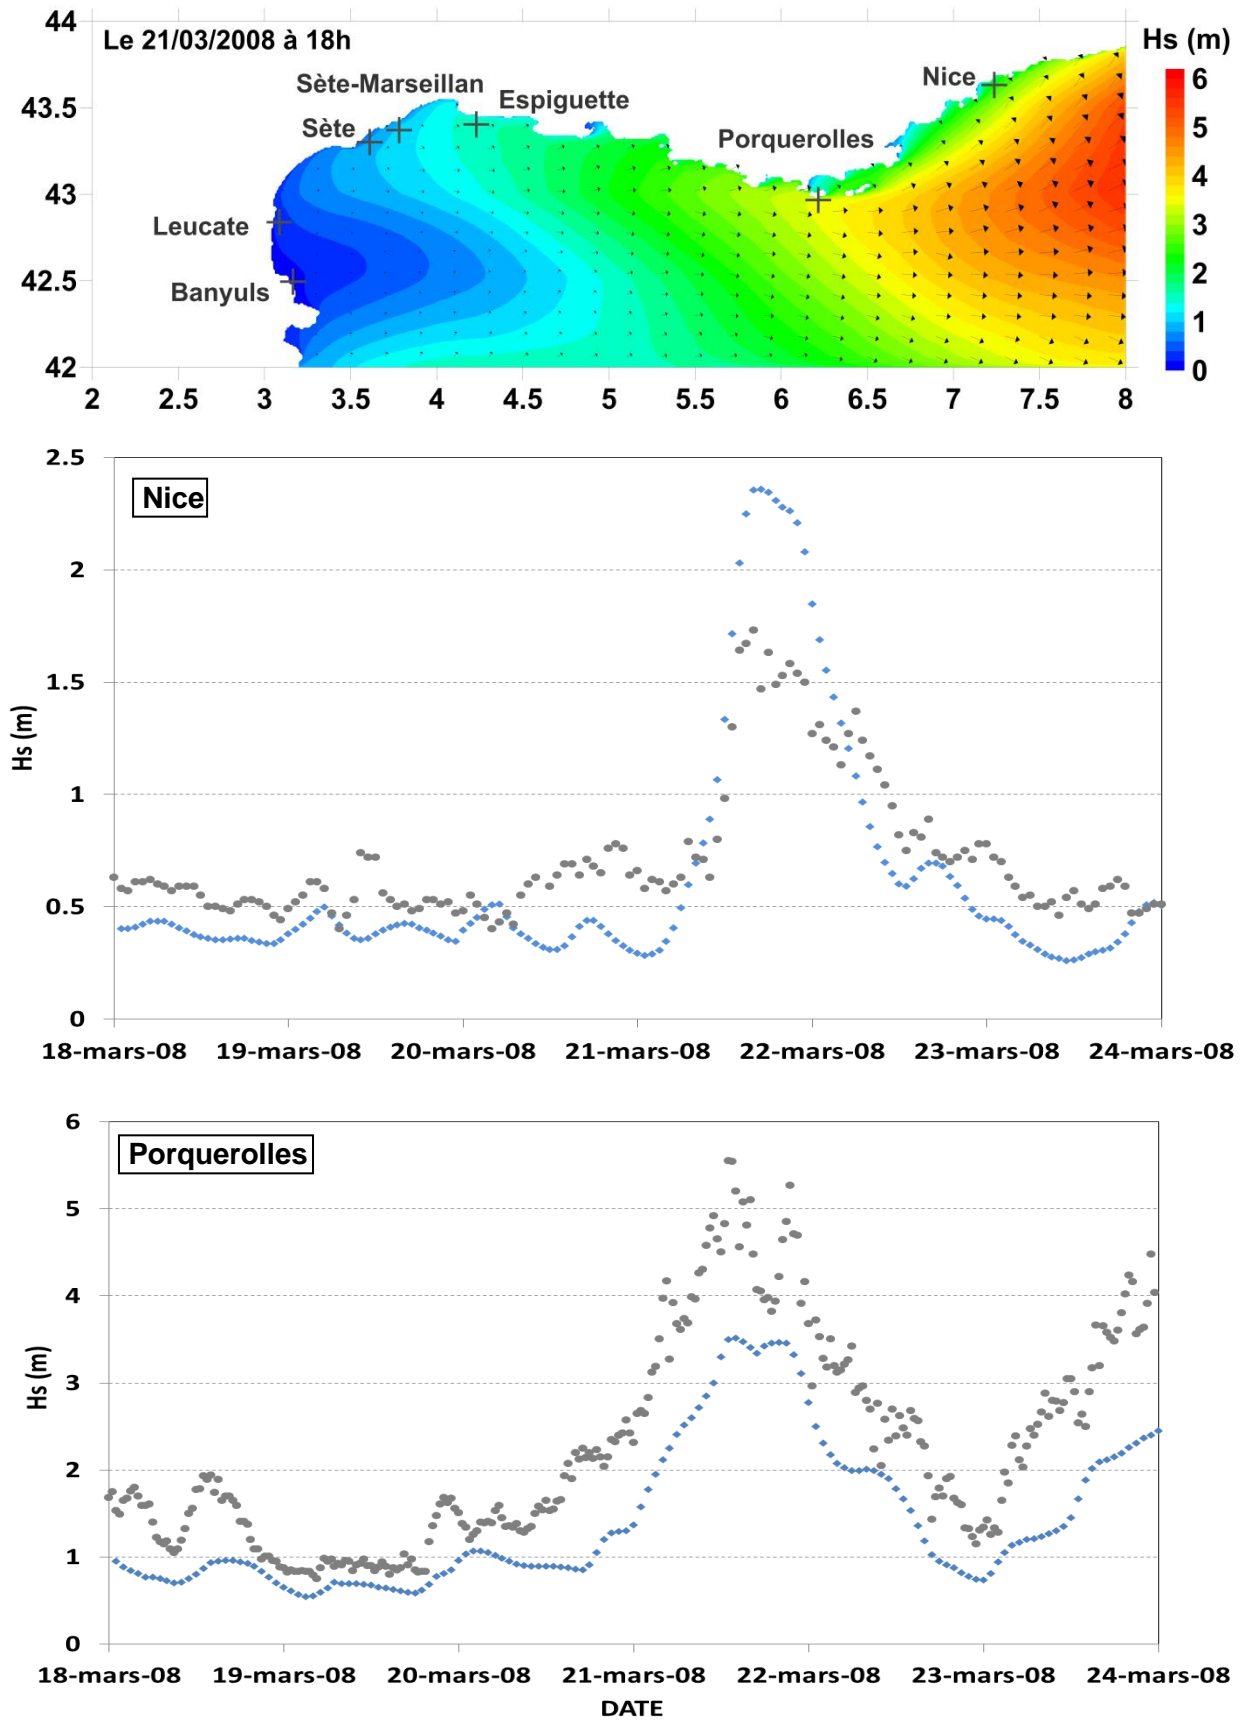 Le 21/03/2008 à 18h
Hs (m)
44
43.5
43
42.5
42
Sète-Marseillan
Sète
Espiguette
Nice
Porquerolles
Leucate
Banyuls
6
5
4
3
2
1
0
2 2.5 3 3.5 4 4.5 5 5.5 6 6.5 7 7.5 8
Nice
Hs (m)
2.5
2
1.5
1
0.5
0
18-mars-08 19-mars-08 20-mars-08 21-mars-08 22-mars-08 23-mars-08 24-mars-08
Porquerolles
Hs (m)
6
5
4
3
2
1
0
18-mars-08 19-mars-08 20-mars-08 21-mars-08 22-mars-08 23-mars-08 24-mars-08
DATE